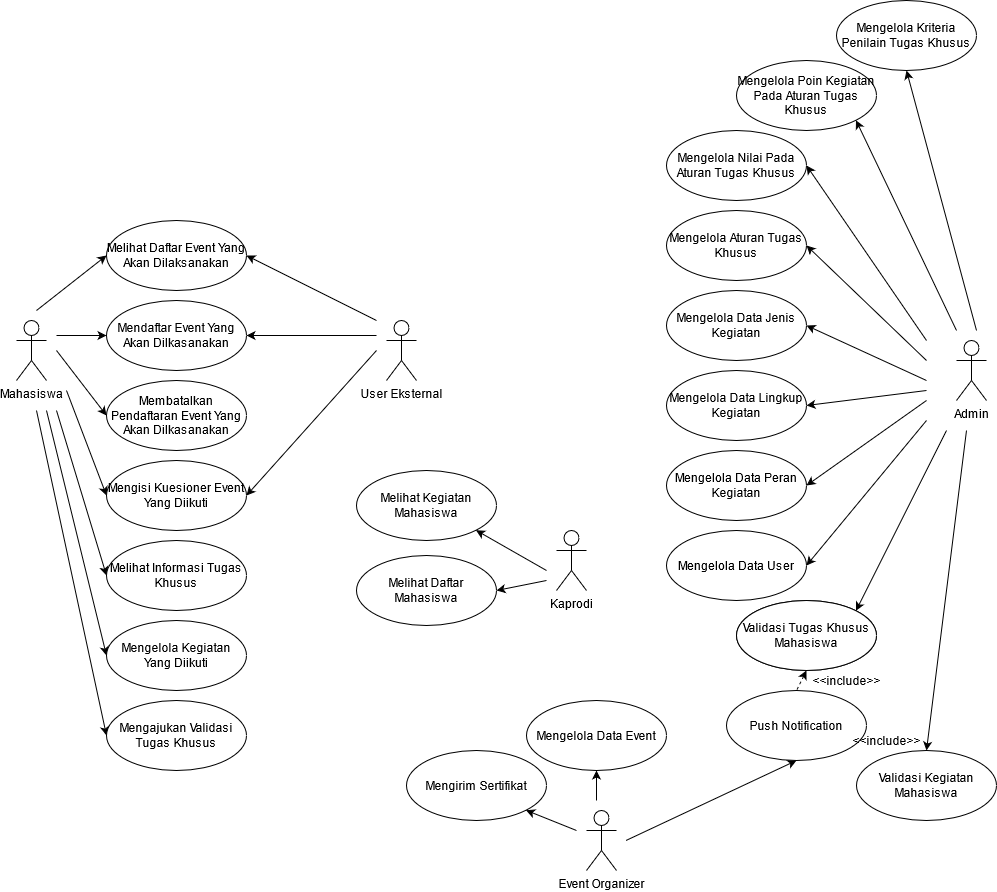 Mengelola Kriteria
Penilain Tugas Khusus
Mengelola Poin Kegiatan
Pada Aturan Tugas
Khusus
Mengelola Nilai Pada
Aturan Tugas Khusus
Mengelola Aturan Tugas
Khusus
Mengelola Data Jenis
Kegiatan
Mengelola Data Lingkup
Kegiatan
Mengelola Data Peran
Kegiatan
Mengelola Data User
Validasi Tugas Khusus
Mahasiswa
<<include>>
Push Notification
<<include>>
Validasi Kegiatan
Mahasiswa
Admin
Melihat Daftar Event Yang
Akan Dilaksanakan
Mendaftar Event Yang
Akan Dilkasanakan
Membatalkan
Pendaftaran Event Yang
Akan Dilkasanakan
Mengisi Kuesioner Event
Yang Diikuti
Melihat Informasi Tugas
Khusus
Mengelola Kegiatan
Yang Diikuti
Mengajukan Validasi
Tugas Khusus
Mahasiswa
User Eksternal
Melihat Kegiatan
Mahasiswa
Melihat Daftar
Mahasiswa
Kaprodi
Mengelola Data Event
Mengirim Sertifikat
Event Organizer